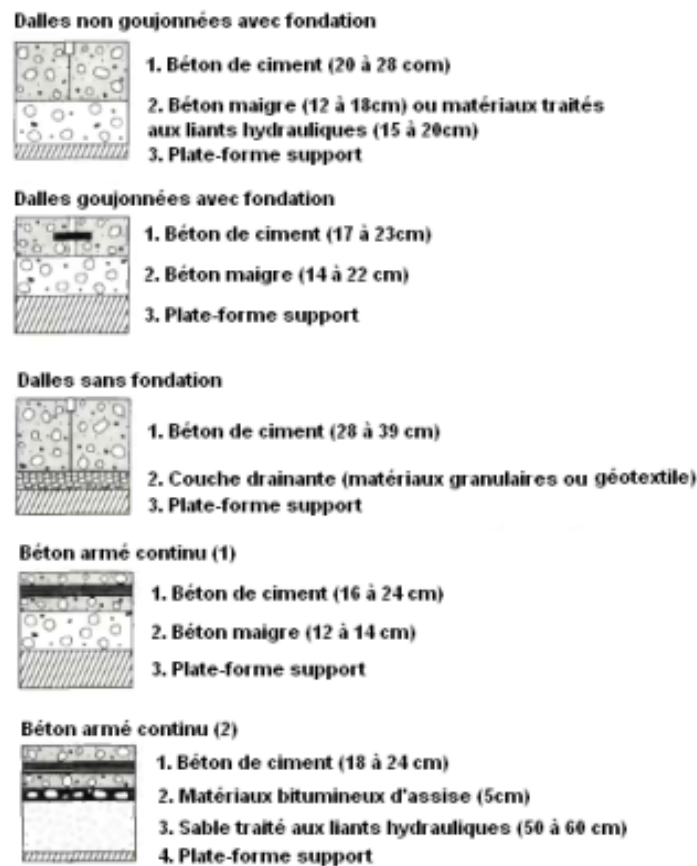 Dalles non goujonnées avec fondation
1. Béton de ciment (20 à 28 com)
2. Béton maigre (12 à 18cm) ou matériaux traités
aux liants hydrauliques (15 à 20cm)
3. Plate-forme support
Dalles goujonnées avec fondation
1. Béton de ciment (17 à 23cm)
2. Béton maigre (14 à 22 cm)
3. Plate-forme support
Dalles sans fondation
1. Béton de ciment (28 à 39 cm)
2. Couche drainante (matériaux granulaires ou géotextile)
3. Plate-forme support
Béton armé continu (1)
1. Béton de ciment (16 à 24 cm)
2. Béton maigre (12 à 14 cm)
3. Plate-forme support
Béton armé continu (2)
1. Béton de ciment (18 à 24 cm)
2. Matériaux bitumineux d'assise (5cm)
3. Sable traité aux liants hydrauliques (50 à 60 cm)
4. Plate-forme support